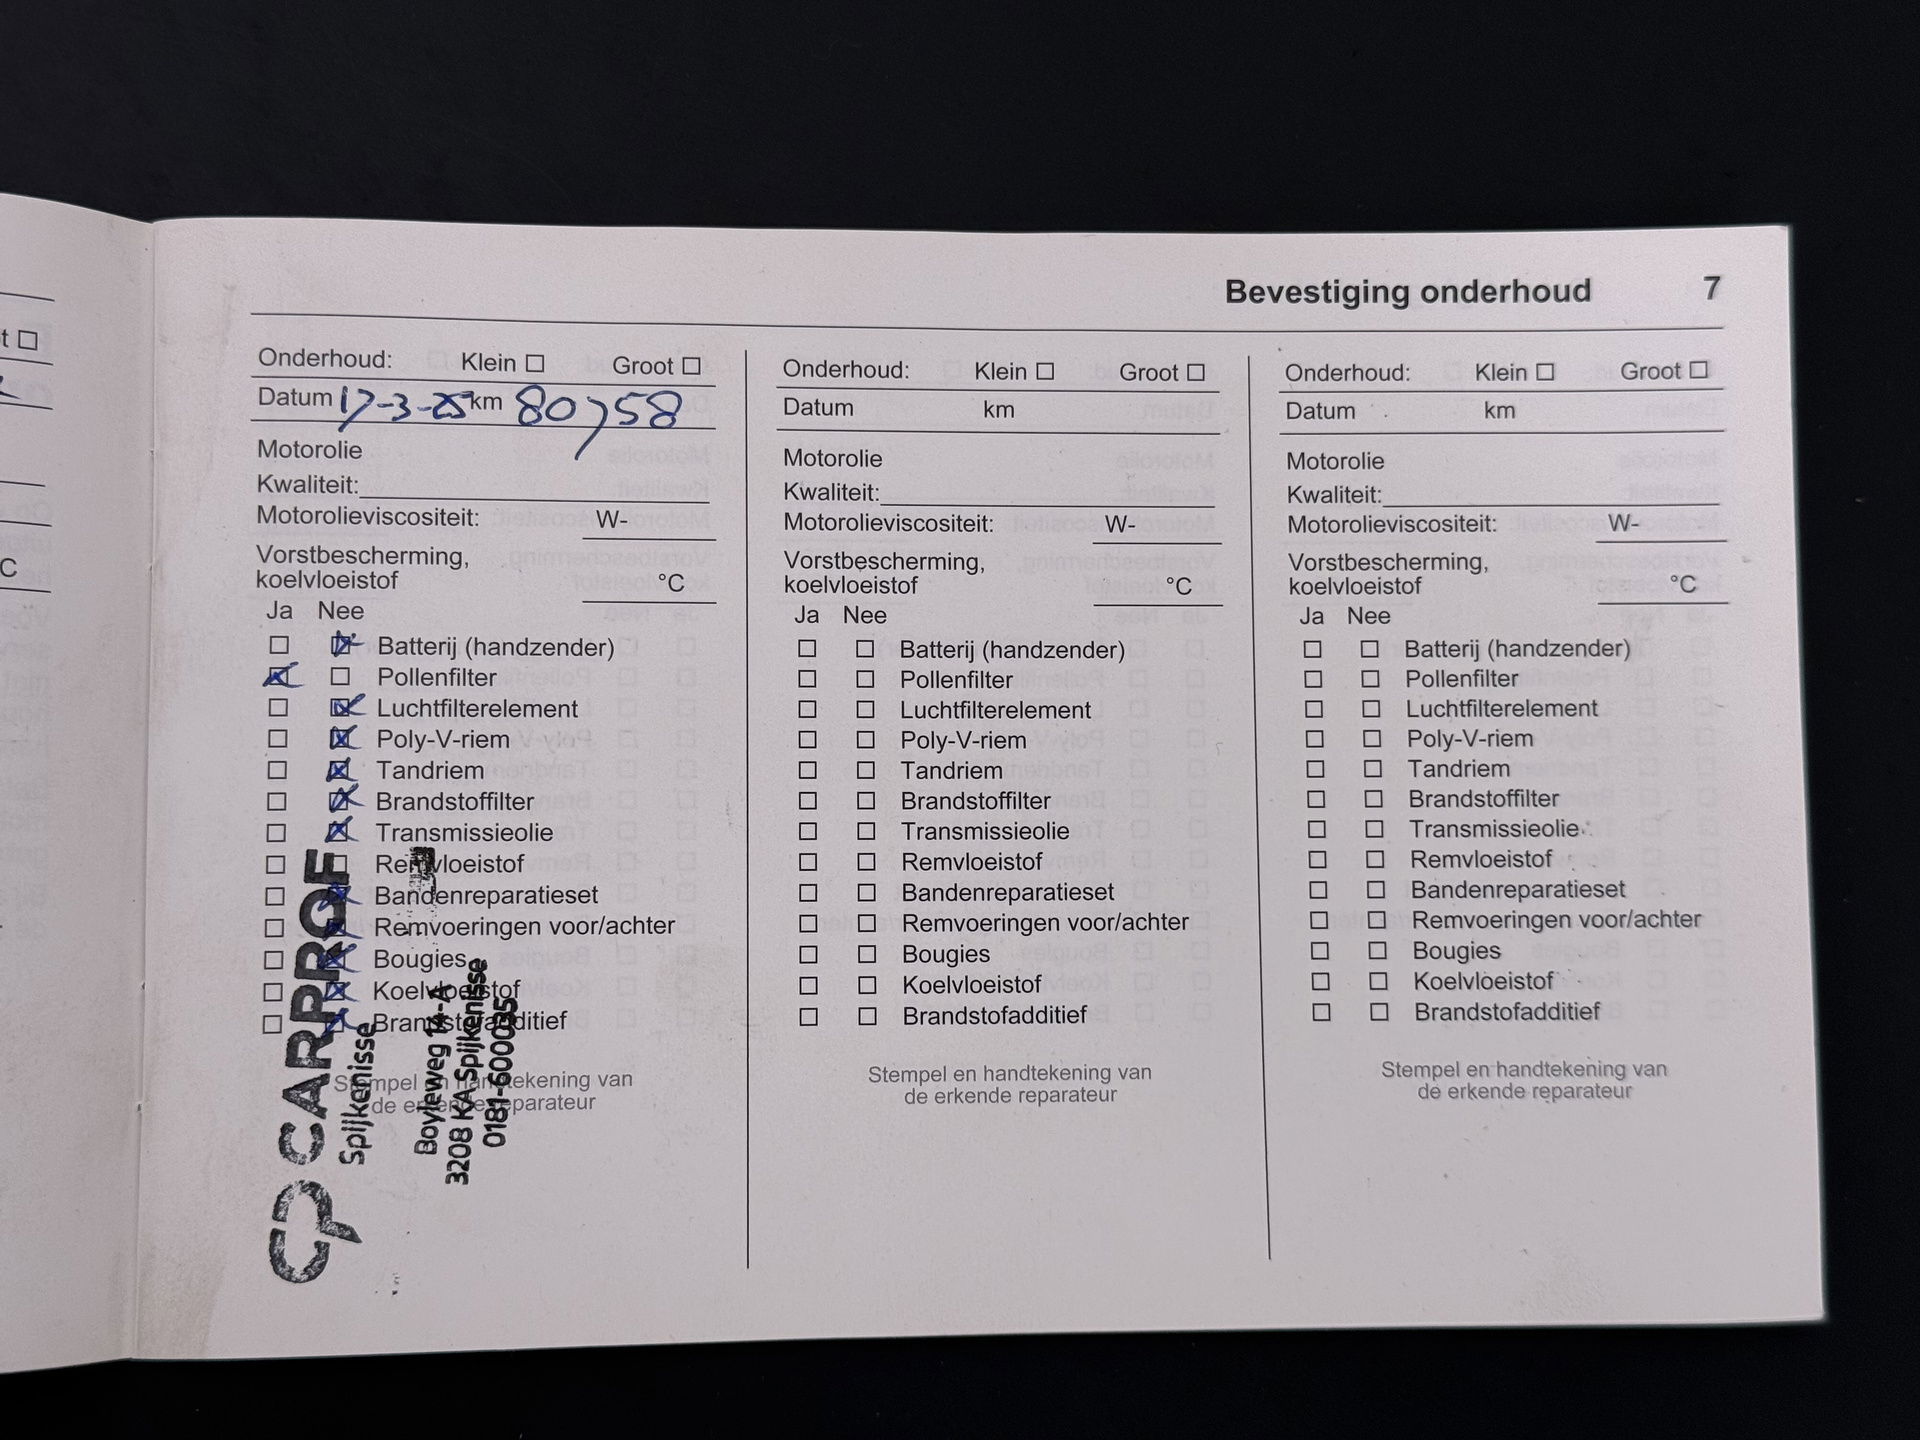 Bevestiging onderhoud 7
t
C
Onderhoud: Klein Groot
Datum 17-3-25 km 80758
Motorolie
Kwaliteit:
Motorolieviscositeit: W-
Vorstbescherming,
koelvloeistof °C
Ja Nee
Batterij (handzender)
Pollenfilter
Luchtfilterelement
Poly-V-riem
Tandriem
Brandstoffilter
Transmissieolie
Remvloeistof
Bandenreparatieset
Remvoeringen voor/achter
Bougies
Koelvloeistof
Brandstofadditief
Stempel en handtekening van
de erkende reparateur
CP CARPROF
Spijkenisse
Boyleweg 14-A
3208 KA Spijkenisse
0181-600035
Onderhoud: Klein Groot
Datum km
Motorolie
Kwaliteit:
Motorolieviscositeit: W-
Vorstbescherming,
koelvloeistof °C
Ja Nee
Batterij (handzender)
Pollenfilter
Luchtfilterelement
Poly-V-riem
Tandriem
Brandstoffilter
Transmissieolie
Remvloeistof
Bandenreparatieset
Remvoeringen voor/achter
Bougies
Koelvloeistof
Brandstofadditief
Stempel en handtekening van
de erkende reparateur
Onderhoud: Klein Groot
Datum km
Motorolie
Kwaliteit:
Motorolieviscositeit: W-
Vorstbescherming,
koelvloeistof °C
Ja Nee
Batterij (handzender)
Pollenfilter
Luchtfilterelement
Poly-V-riem
Tandriem
Brandstoffilter
Transmissieolie
Remvloeistof
Bandenreparatieset
Remvoeringen voor/achter
Bougies
Koelvloeistof
Brandstofadditief
Stempel en handtekening van
de erkende reparateur